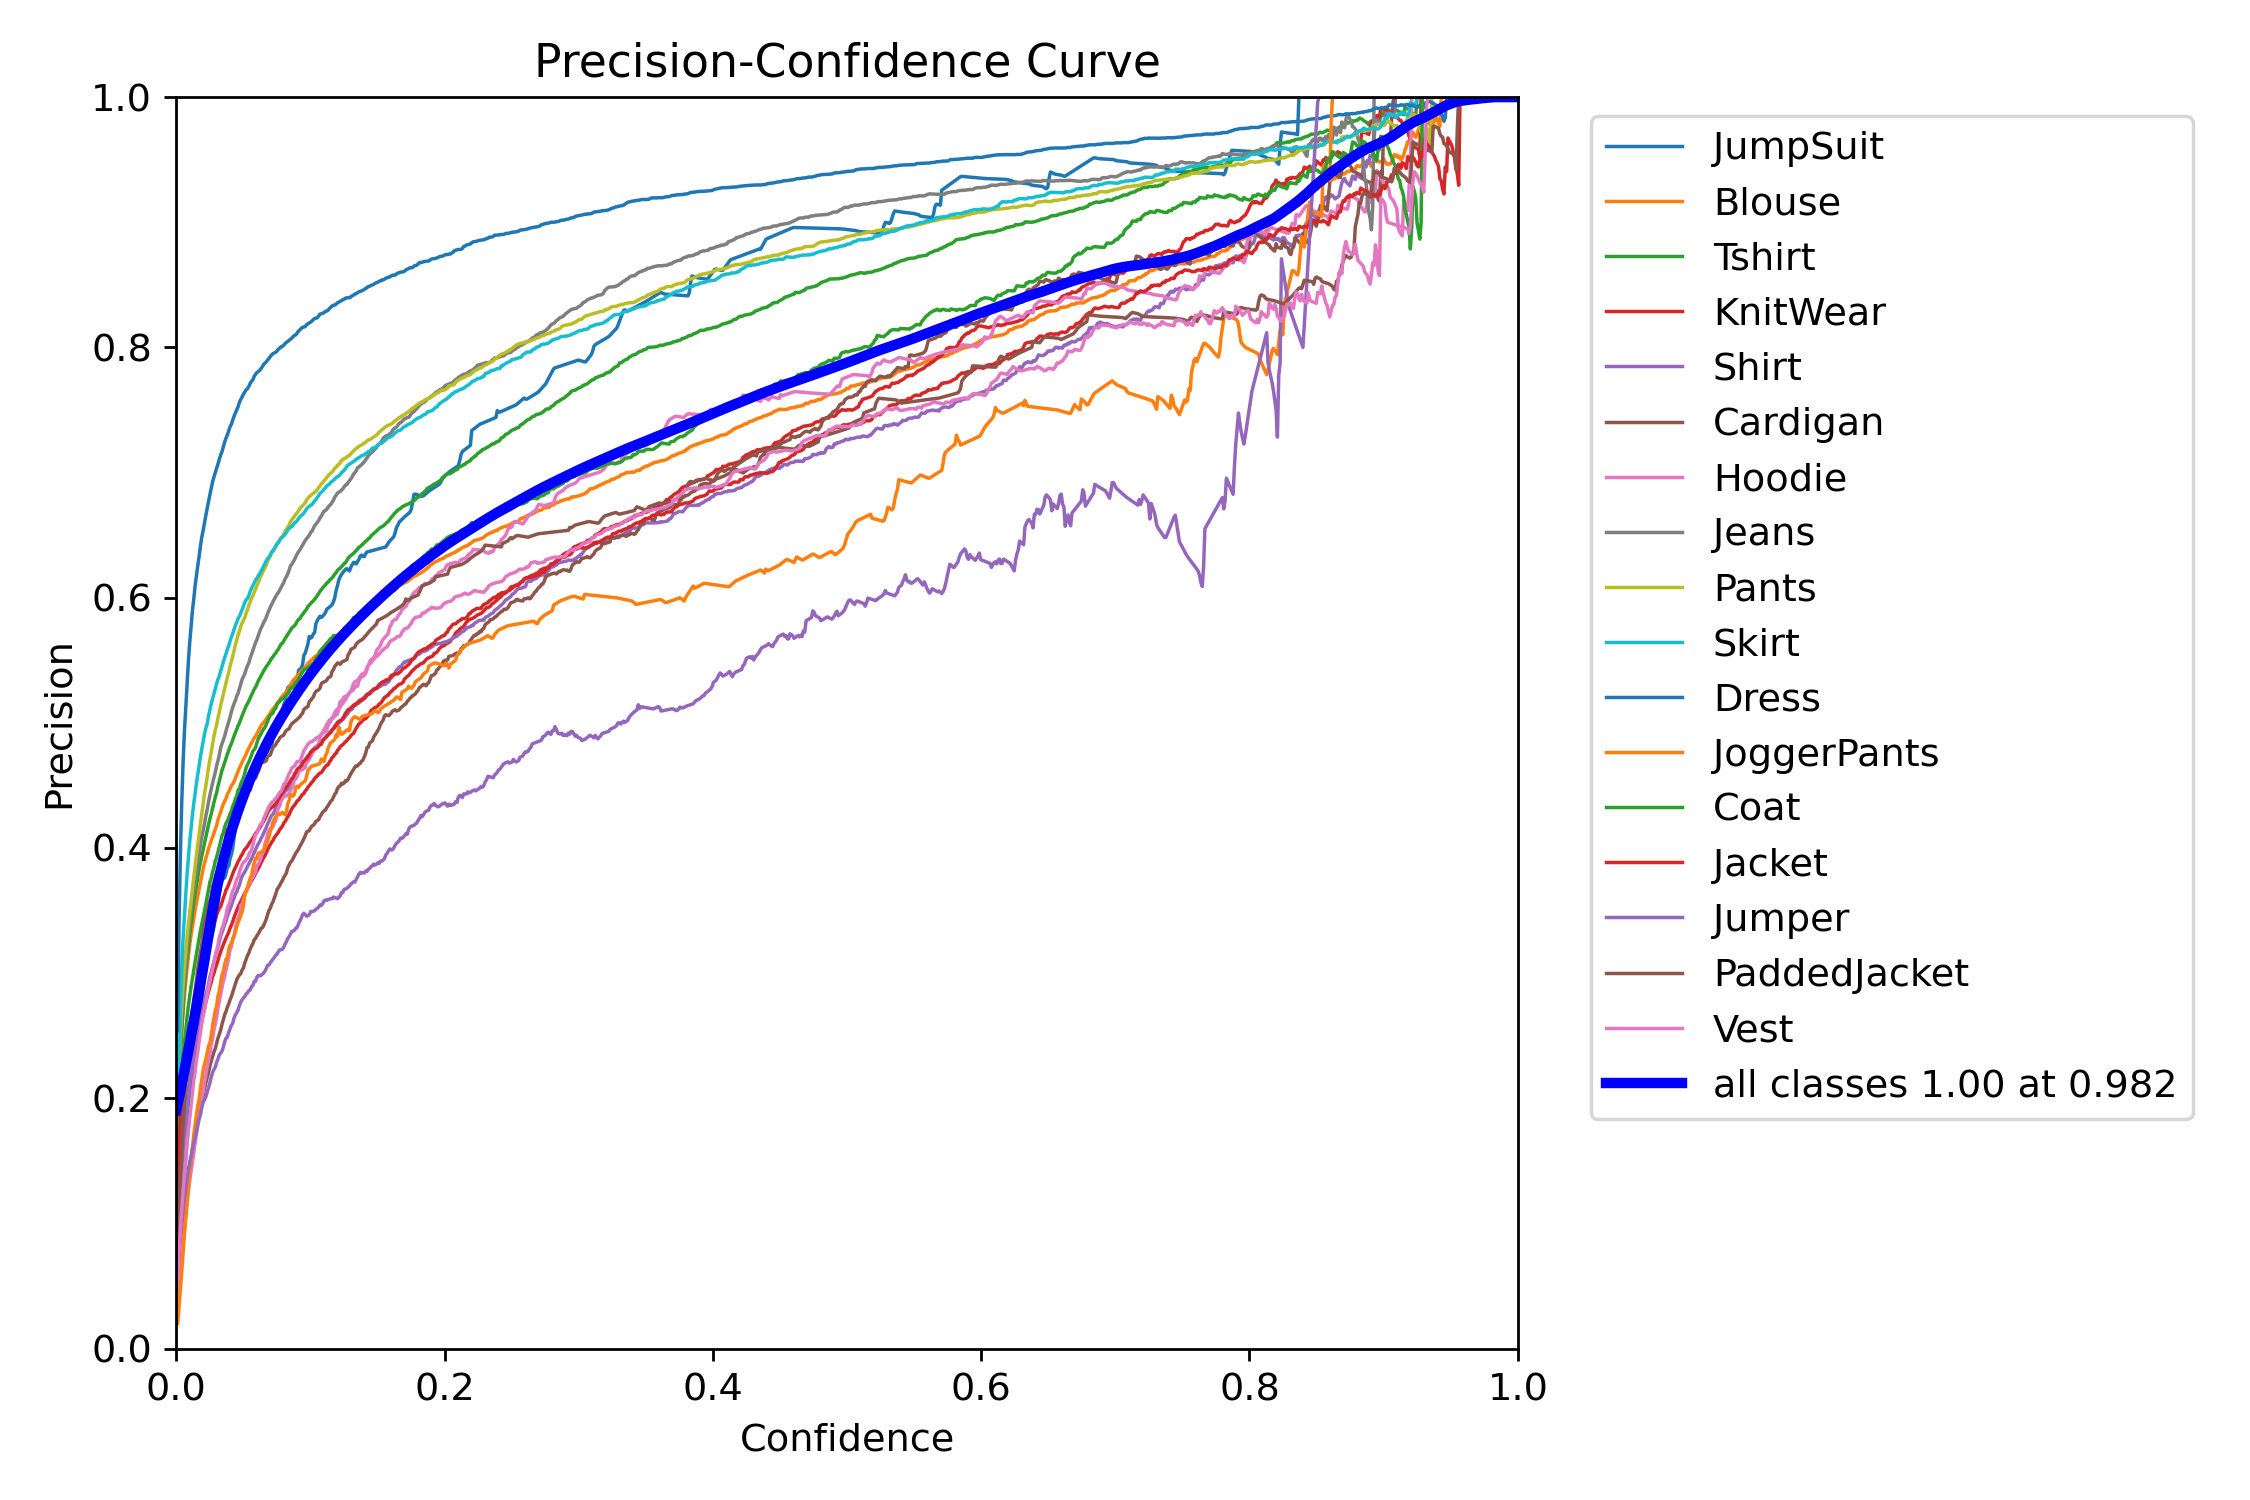 Precision-Confidence Curve
1.0
0.8
0.6
0.4
0.2
0.0
Precision
0.0 0.2 0.4 0.6 0.8 1.0
Confidence
JumpSuit
Blouse
Tshirt
KnitWear
Shirt
Cardigan
Hoodie
Jeans
Pants
Skirt
Dress
JoggerPants
Coat
Jacket
Jumper
PaddedJacket
Vest
all classes 1.00 at 0.982